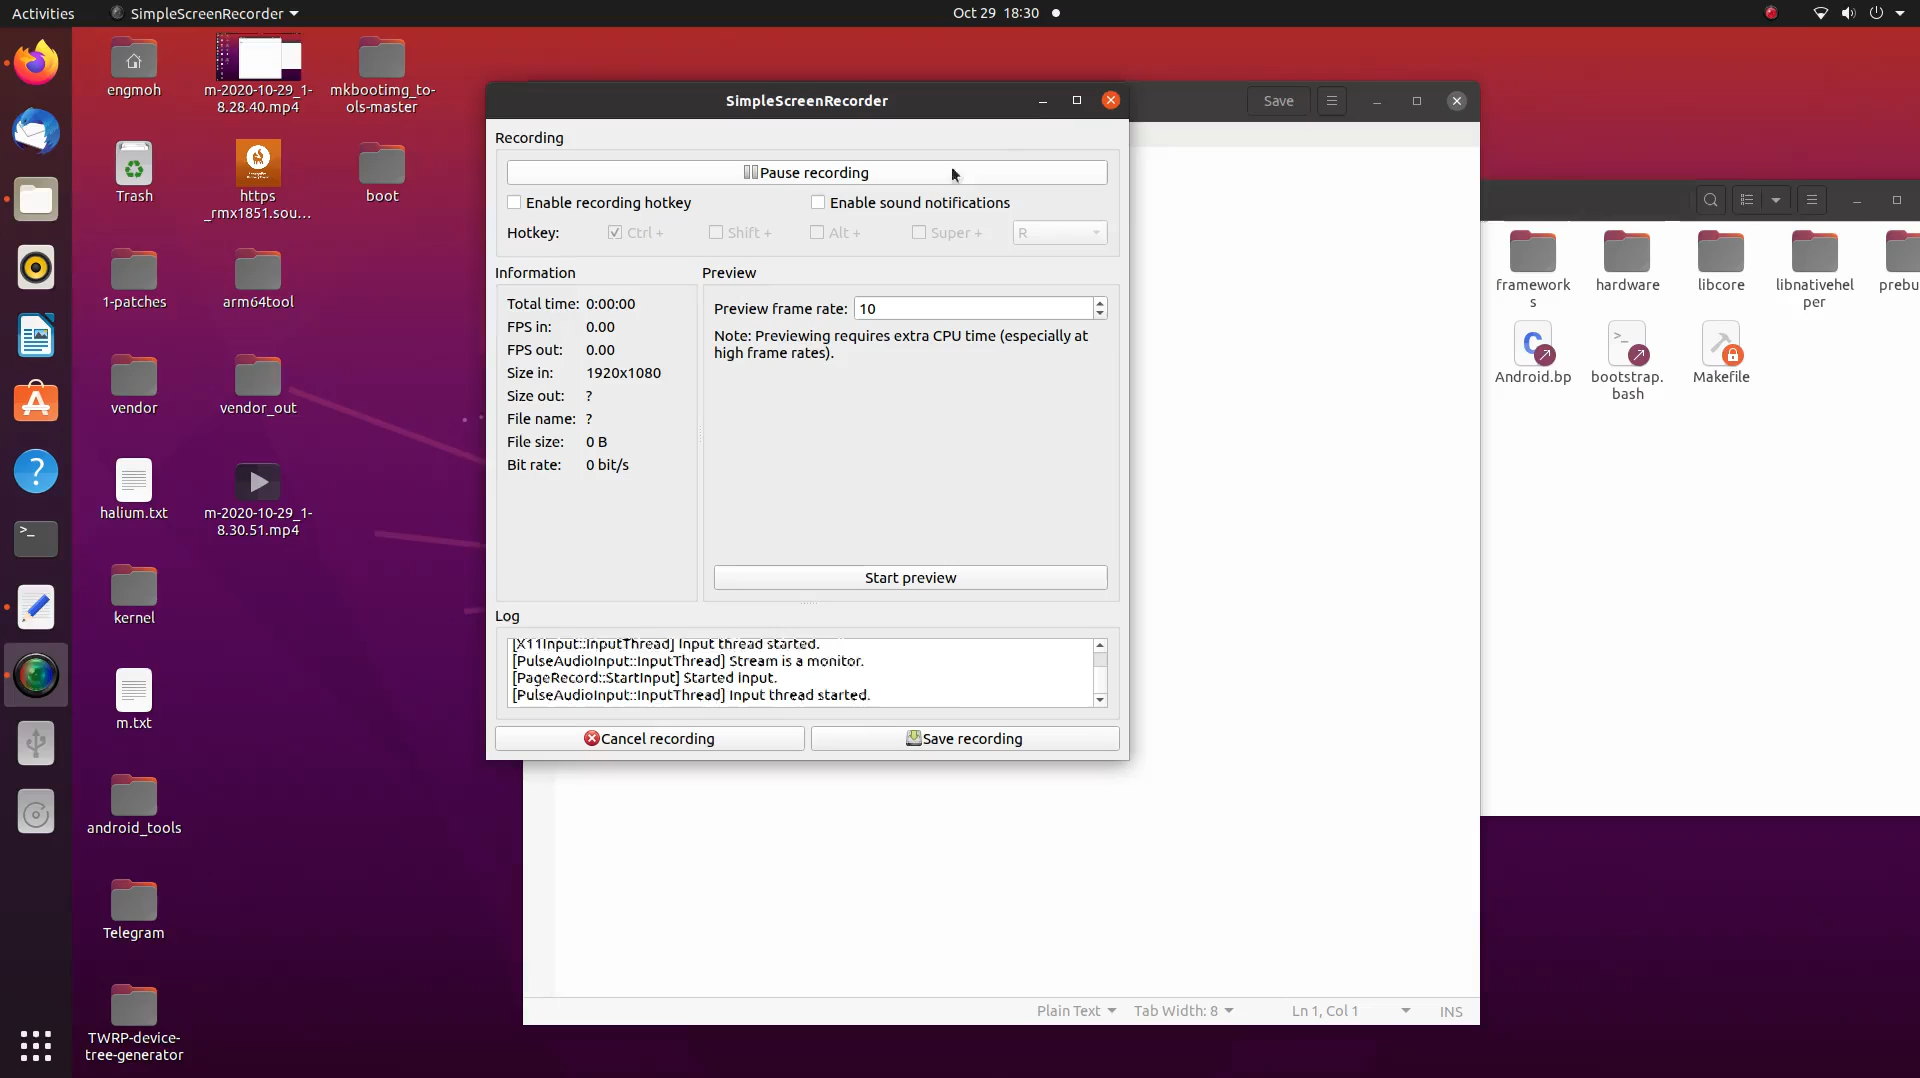 Activities
SimpleScreenRecorder
Oct 29 18:30
engmoh
m-2020-10-29_1-
8.28.40.mp4
mkbootimg_to-
ols-master
Trash
https
_rmx1851.sou...
boot
1-patches
arm64tool
vendor
vendor_out
halium.txt
m-2020-10-29_1-
8.30.51.mp4
kernel
m.txt
android_tools
Telegram
TWRP-device-
tree-generator
SimpleScreenRecorder
Recording
Pause recording
Enable recording hotkey
Enable sound notifications
Hotkey:
Ctrl +
Shift +
Alt +
Super +
R
Information
Total time: 0:00:00
FPS in: 0.00
FPS out: 0.00
Size in: 1920x1080
Size out: ?
File name: ?
File size: 0 B
Bit rate: 0 bit/s
Preview
Preview frame rate: 10
Note: Previewing requires extra CPU time (especially at
high frame rates).
Start preview
Log
[X11Input::InputThread] Input thread started.
[PulseAudioInput::InputThread] Stream is a monitor.
[PageRecord::StartInput] Started input.
[PulseAudioInput::InputThread] Input thread started.
Cancel recording
Save recording
Save
Plain Text
Tab Width: 8
Ln 1, Col 1
INS
framework
s
hardware
libcore
libnativehel
per
prebu
Android.bp
bootstrap.
bash
Makefile